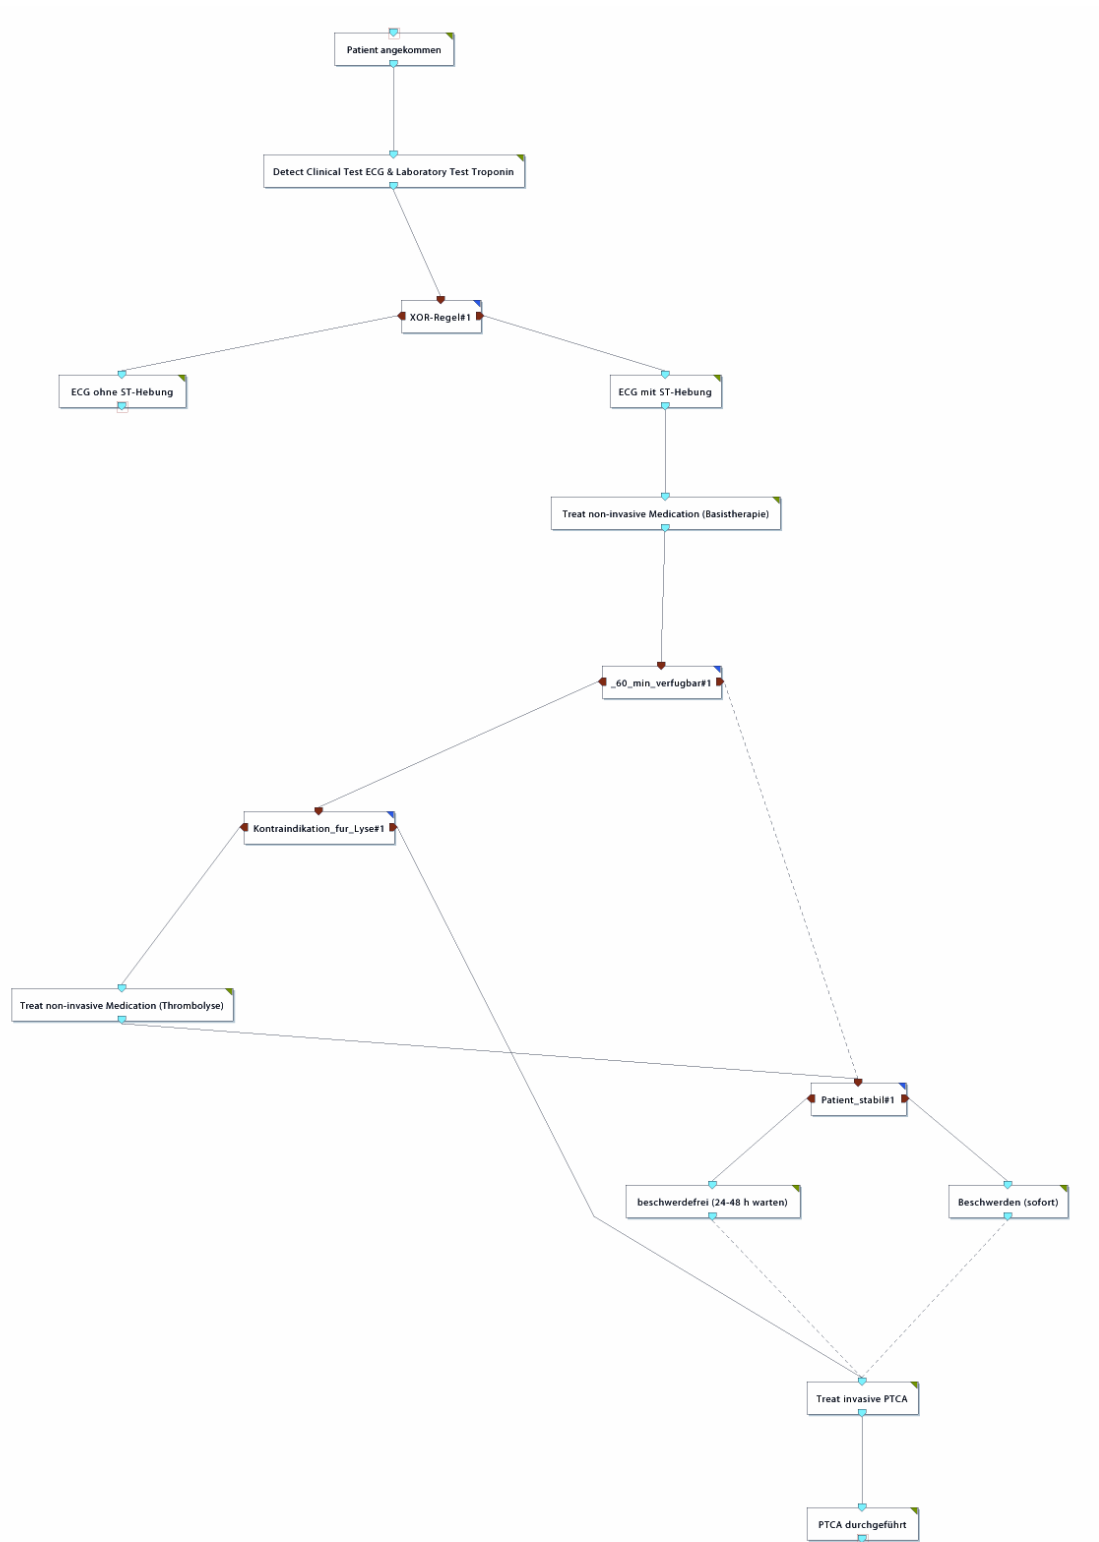 Patient angekommen
Detect Clinical Test ECG & Laboratory Test Troponin
XOR-Regel#1
ECG ohne ST-Hebung
ECG mit ST-Hebung
Treat non-invasive Medication (Basistherapie)
_60_min_verfugbar#1
Kontraindikation_fur_Lyse#1
Treat non-invasive Medication (Thrombolyse)
Patient_stabil#1
beschwerdefrei (24-48 h warten)
Beschwerden (sofort)
Treat invasive PTCA
PTCA durchgeführt